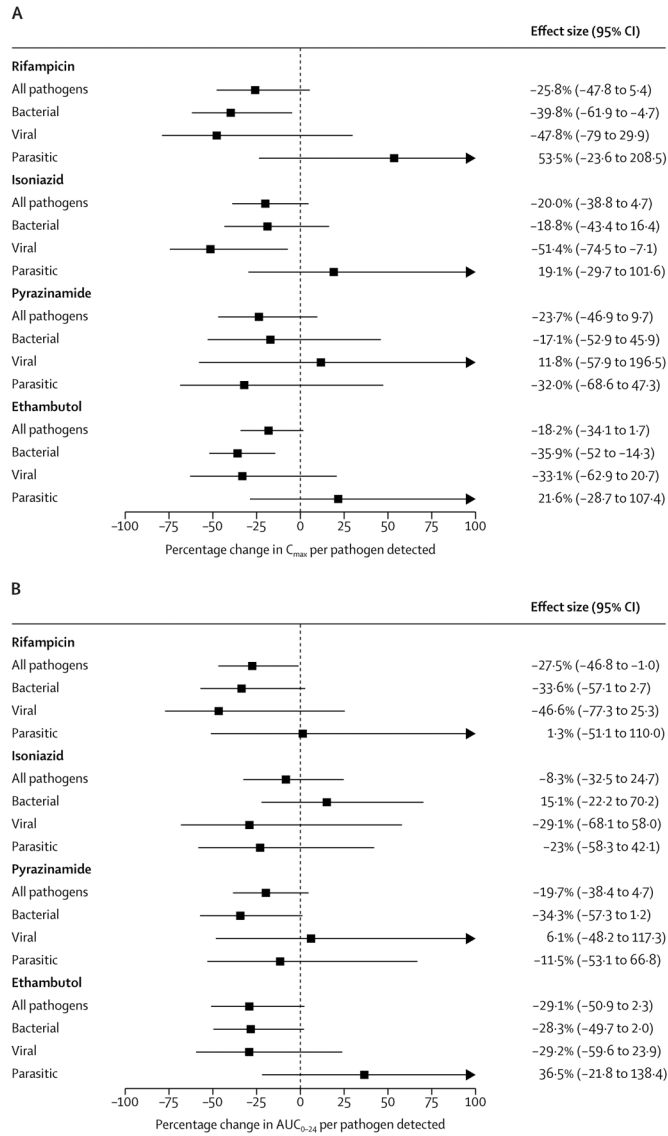 A
Effect size (95% CI)
Rifampicin
All pathogens −25·8% (−47·8 to 5·4)
Bacterial −39·8% (−61·9 to −4·7)
Viral −47·8% (−79 to 29·9)
Parasitic 53·5% (−23·6 to 208·5)
Isoniazid
All pathogens −20·0% (−38·8 to 4·7)
Bacterial −18·8% (−43·4 to 16·4)
Viral −51·4% (−74·5 to −7·1)
Parasitic 19·1% (−29·7 to 101·6)
Pyrazinamide
All pathogens −23·7% (−46·9 to 9·7)
Bacterial −17·1% (−52·9 to 45·9)
Viral 11·8% (−57·9 to 196·5)
Parasitic −32·0% (−68·6 to 47·3)
Ethambutol
All pathogens −18·2% (−34·1 to 1·7)
Bacterial −35·9% (−52 to −14·3)
Viral −33·1% (−62·9 to 20·7)
Parasitic 21·6% (−28·7 to 107·4)
−100 −75 −50 −25 0 25 50 75 100
Percentage change in Cmax per pathogen detected
B
Effect size (95% CI)
Rifampicin
All pathogens −27·5% (−46·8 to −1·0)
Bacterial −33·6% (−57·1 to 2·7)
Viral −46·6% (−77·3 to 25·3)
Parasitic 1·3% (−51·1 to 110·0)
Isoniazid
All pathogens −8·3% (−32·5 to 24·7)
Bacterial 15·1% (−22·2 to 70·2)
Viral −29·1% (−68·1 to 58·0)
Parasitic −23% (−58·3 to 42·1)
Pyrazinamide
All pathogens −19·7% (−38·4 to 4·7)
Bacterial −34·3% (−57·3 to 1·2)
Viral 6·1% (−48·2 to 117·3)
Parasitic −11·5% (−53·1 to 66·8)
Ethambutol
All pathogens −29·1% (−50·9 to 2·3)
Bacterial −28·3% (−49·7 to 2·0)
Viral −29·2% (−59·6 to 23·9)
Parasitic 36·5% (−21·8 to 138·4)
−100 −75 −50 −25 0 25 50 75 100
Percentage change in AUC0–24 per pathogen detected